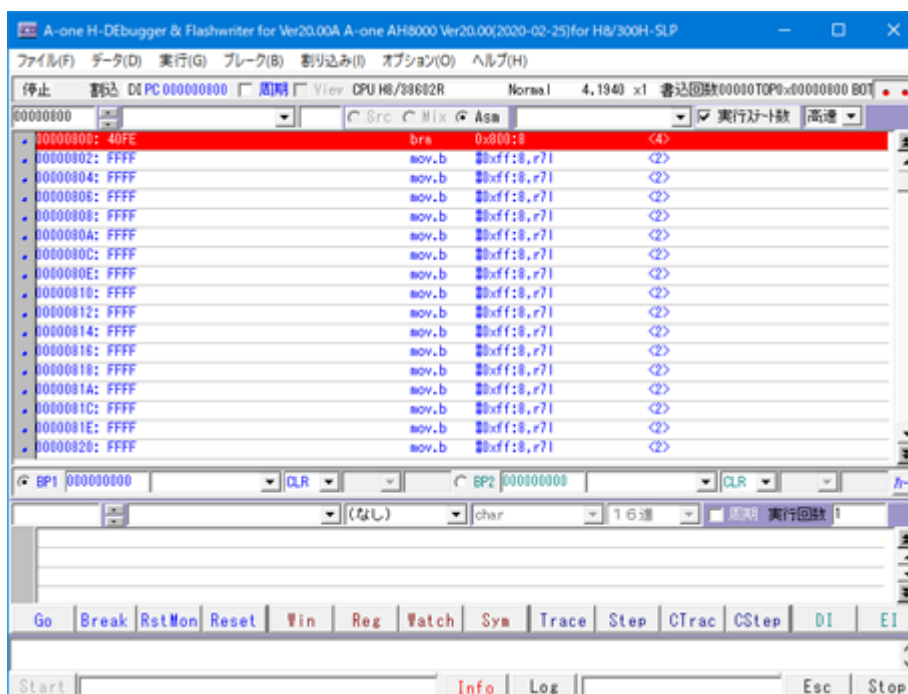 A-one H-DEbugger & Flashwriter for Ver20.00A A-one AH8000 Ver20.00(2020-02-25)for H8/300H-SLP
ファイル(F) データ(D) 実行(G) ブレーク(B) 割り込み(I) オプション(O) ヘルプ(H)
停止 割込 DI PC 000000800 周期 View CPU H8/38602R Normal 4.1940 x1 書込回数00000TOP0x00000800 BOT
00000800 Src Mix Asm 実行ステート数 高速
00000800: 40FE bra 0x800:8 <4>
00000802: FFFF mov.b #0xff:8,r7l <2>
00000804: FFFF mov.b #0xff:8,r7l <2>
00000806: FFFF mov.b #0xff:8,r7l <2>
00000808: FFFF mov.b #0xff:8,r7l <2>
0000080A: FFFF mov.b #0xff:8,r7l <2>
0000080C: FFFF mov.b #0xff:8,r7l <2>
0000080E: FFFF mov.b #0xff:8,r7l <2>
00000810: FFFF mov.b #0xff:8,r7l <2>
00000812: FFFF mov.b #0xff:8,r7l <2>
00000814: FFFF mov.b #0xff:8,r7l <2>
00000816: FFFF mov.b #0xff:8,r7l <2>
00000818: FFFF mov.b #0xff:8,r7l <2>
0000081A: FFFF mov.b #0xff:8,r7l <2>
0000081C: FFFF mov.b #0xff:8,r7l <2>
0000081E: FFFF mov.b #0xff:8,r7l <2>
00000820: FFFF mov.b #0xff:8,r7l <2>
BP1 000000000 CLR BP2 000000000 CLR
(なし) char 16進 周期 実行回数 1
Go Break RstMon Reset Win Reg Watch Sym Trace Step CTrac CStep DI EI
Start Info Log Esc Stop